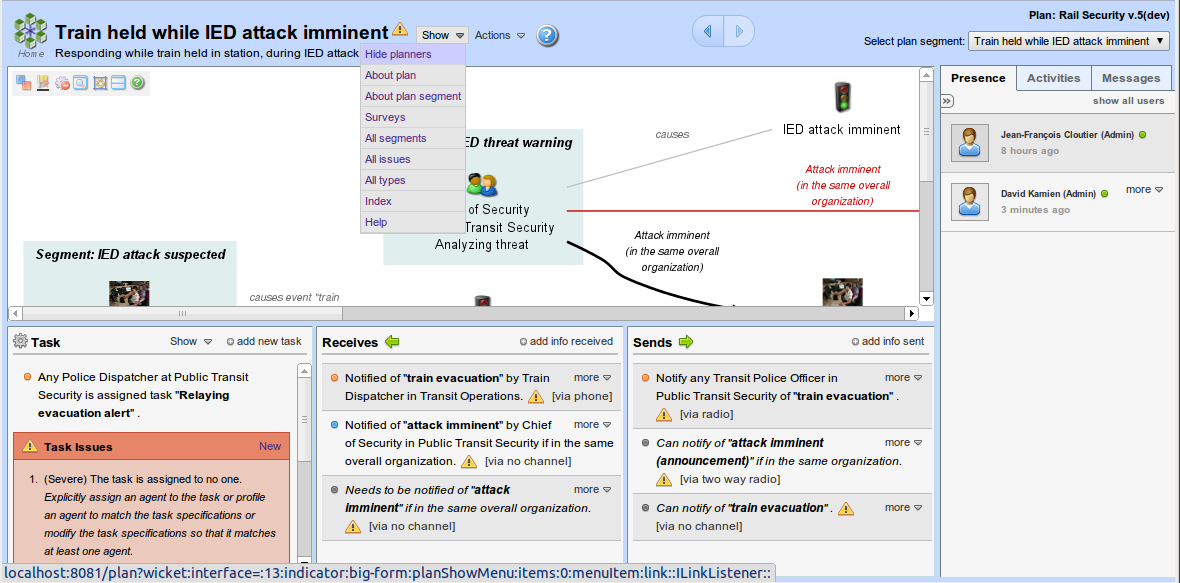 Plan: Rail Security v.5(dev)
Train held while IED attack imminent
Show
Actions
?
Home
Responding while train held in station, during IED attack
Select plan segment:
Train held while IED attack imminent
Hide planners
About plan
About plan segment
Surveys
All segments
All issues
All types
Index
Help
ED threat warning
of Security
Transit Security
Analyzing threat
causes
IED attack imminent
Attack imminent
(in the same overall
organization)
Attack imminent
(in the same overall
organization)
Segment: IED attack suspected
causes event "train
Presence
Activities
Messages
show all users
Jean-François Cloutier (Admin)
8 hours ago
David Kamien (Admin)
more
3 minutes ago
Task
Show
add new task
Any Police Dispatcher at Public Transit
Security is assigned task "Relaying
evacuation alert" .
Task Issues
New
1. (Severe) The task is assigned to no one.
Explicitly assign an agent to the task or profile
an agent to match the task specifications or
modify the task specifications so that it matches
at least one agent.
Receives
add info received
Notified of "train evacuation" by Train
more
Dispatcher in Transit Operations. [via phone]
Notified of "attack imminent" by Chief
more
of Security in Public Transit Security if in the same
overall organization. [via no channel]
Needs to be notified of "attack
more
imminent" if in the same overall organization.
[via no channel]
Sends
add info sent
Notify any Transit Police Officer in
more
Public Transit Security of "train evacuation" .
[via radio]
Can notify of "attack imminent
more
(announcement)" if in the same organization.
[via two way radio]
Can notify of "train evacuation" .
more
[via no channel]
localhost:8081/plan?wicket:interface=:13:indicator:big-form:planShowMenu:items:0:menuItem:link::ILinkListener::